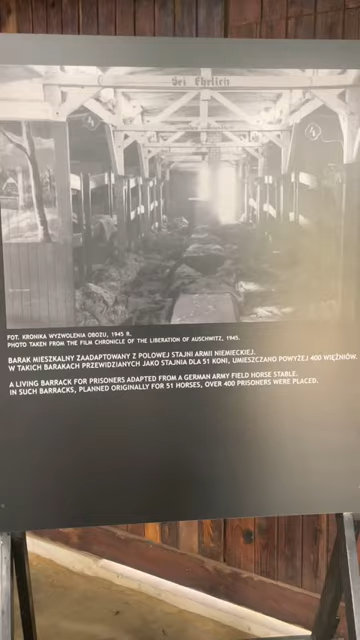 Sei Ehrlich
4
4
FOT. KRONIKA WYZWOLENIA OBOZU, 1945 R.
PHOTO TAKEN FROM THE FILM CHRONICLE OF THE LIBERATION OF AUSCHWITZ, 1945.
BARAK MIESZKALNY ZAADAPTOWANY Z POLOWEJ STAJNI ARMII NIEMIECKIEJ.
W TAKICH BARAKACH PRZEWIDZIANYCH JAKO STAJNIA DLA 51 KONI, UMIESZCZANO POWYŻEJ 400 WIĘŹNIÓW.
A LIVING BARRACK FOR PRISONERS ADAPTED FROM A GERMAN ARMY FIELD HORSE STABLE.
IN SUCH BARRACKS, PLANNED ORIGINALLY FOR 51 HORSES, OVER 400 PRISONERS WERE PLACED.